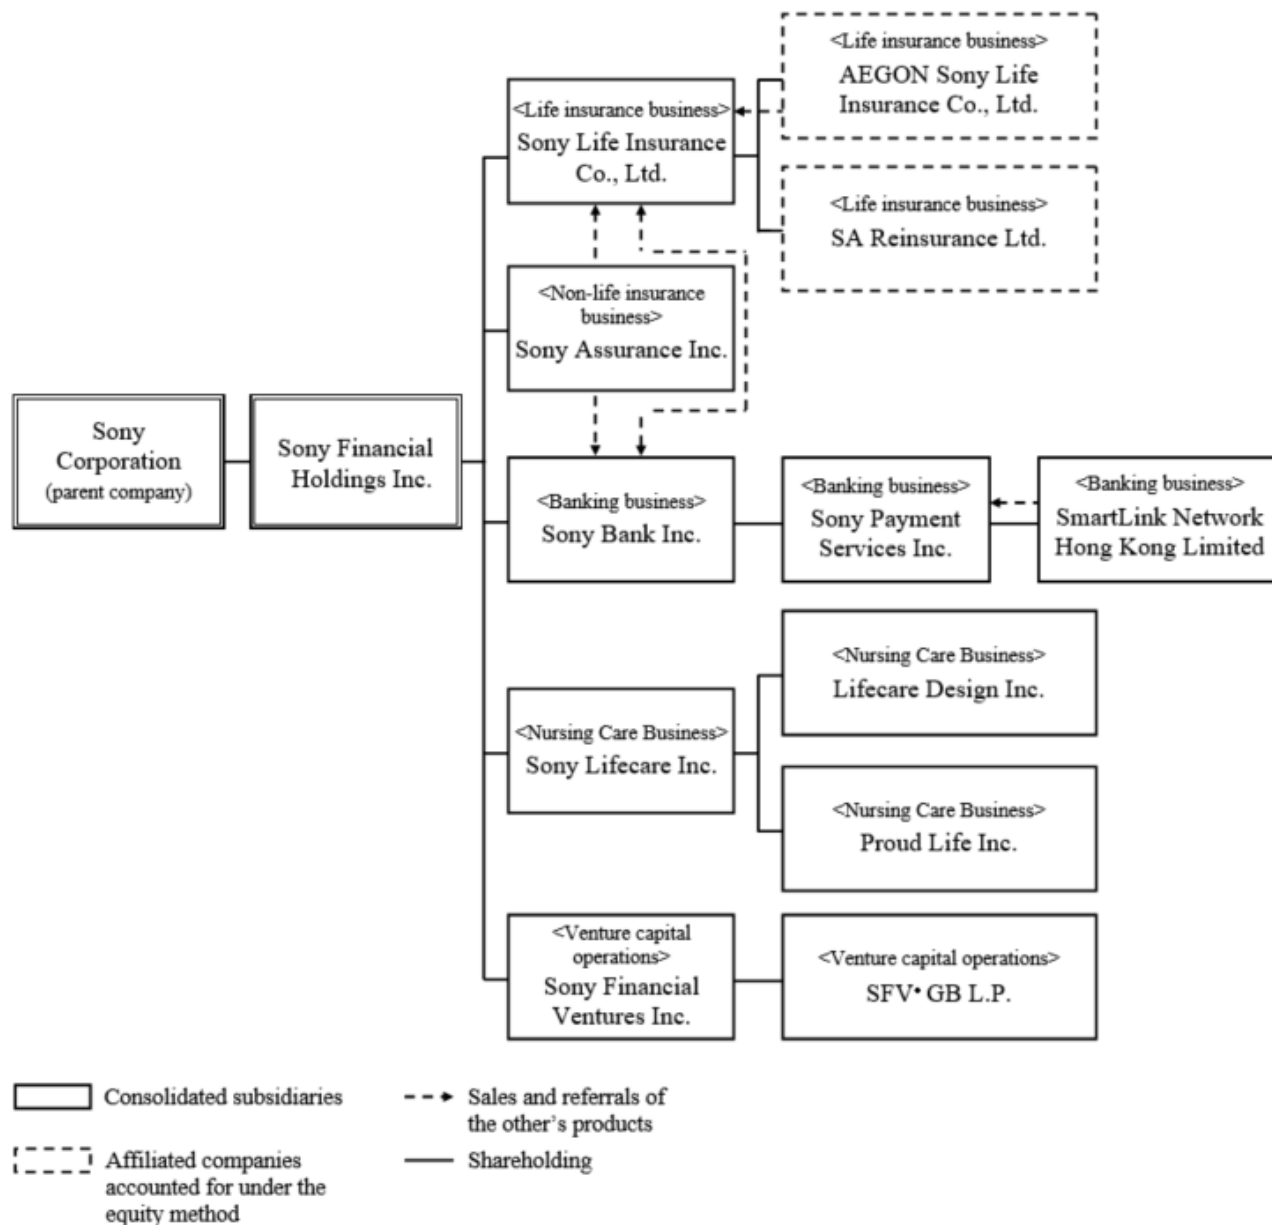 <Life insurance business>
AEGON Sony Life
Insurance Co., Ltd.
<Life insurance business>
Sony Life Insurance
Co., Ltd.
<Life insurance business>
SA Reinsurance Ltd.
<Non-life insurance
business>
Sony Assurance Inc.
Sony
Corporation
(parent company)
Sony Financial
Holdings Inc.
<Banking business>
Sony Bank Inc.
<Banking business>
Sony Payment
Services Inc.
<Banking business>
SmartLink Network
Hong Kong Limited
<Nursing Care Business>
Lifecare Design Inc.
<Nursing Care Business>
Sony Lifecare Inc.
<Nursing Care Business>
Proud Life Inc.
<Venture capital
operations>
Sony Financial
Ventures Inc.
<Venture capital operations>
SFV• GB L.P.
Consolidated subsidiaries
Sales and referrals of
the other’s products
Affiliated companies
accounted for under the
equity method
Shareholding